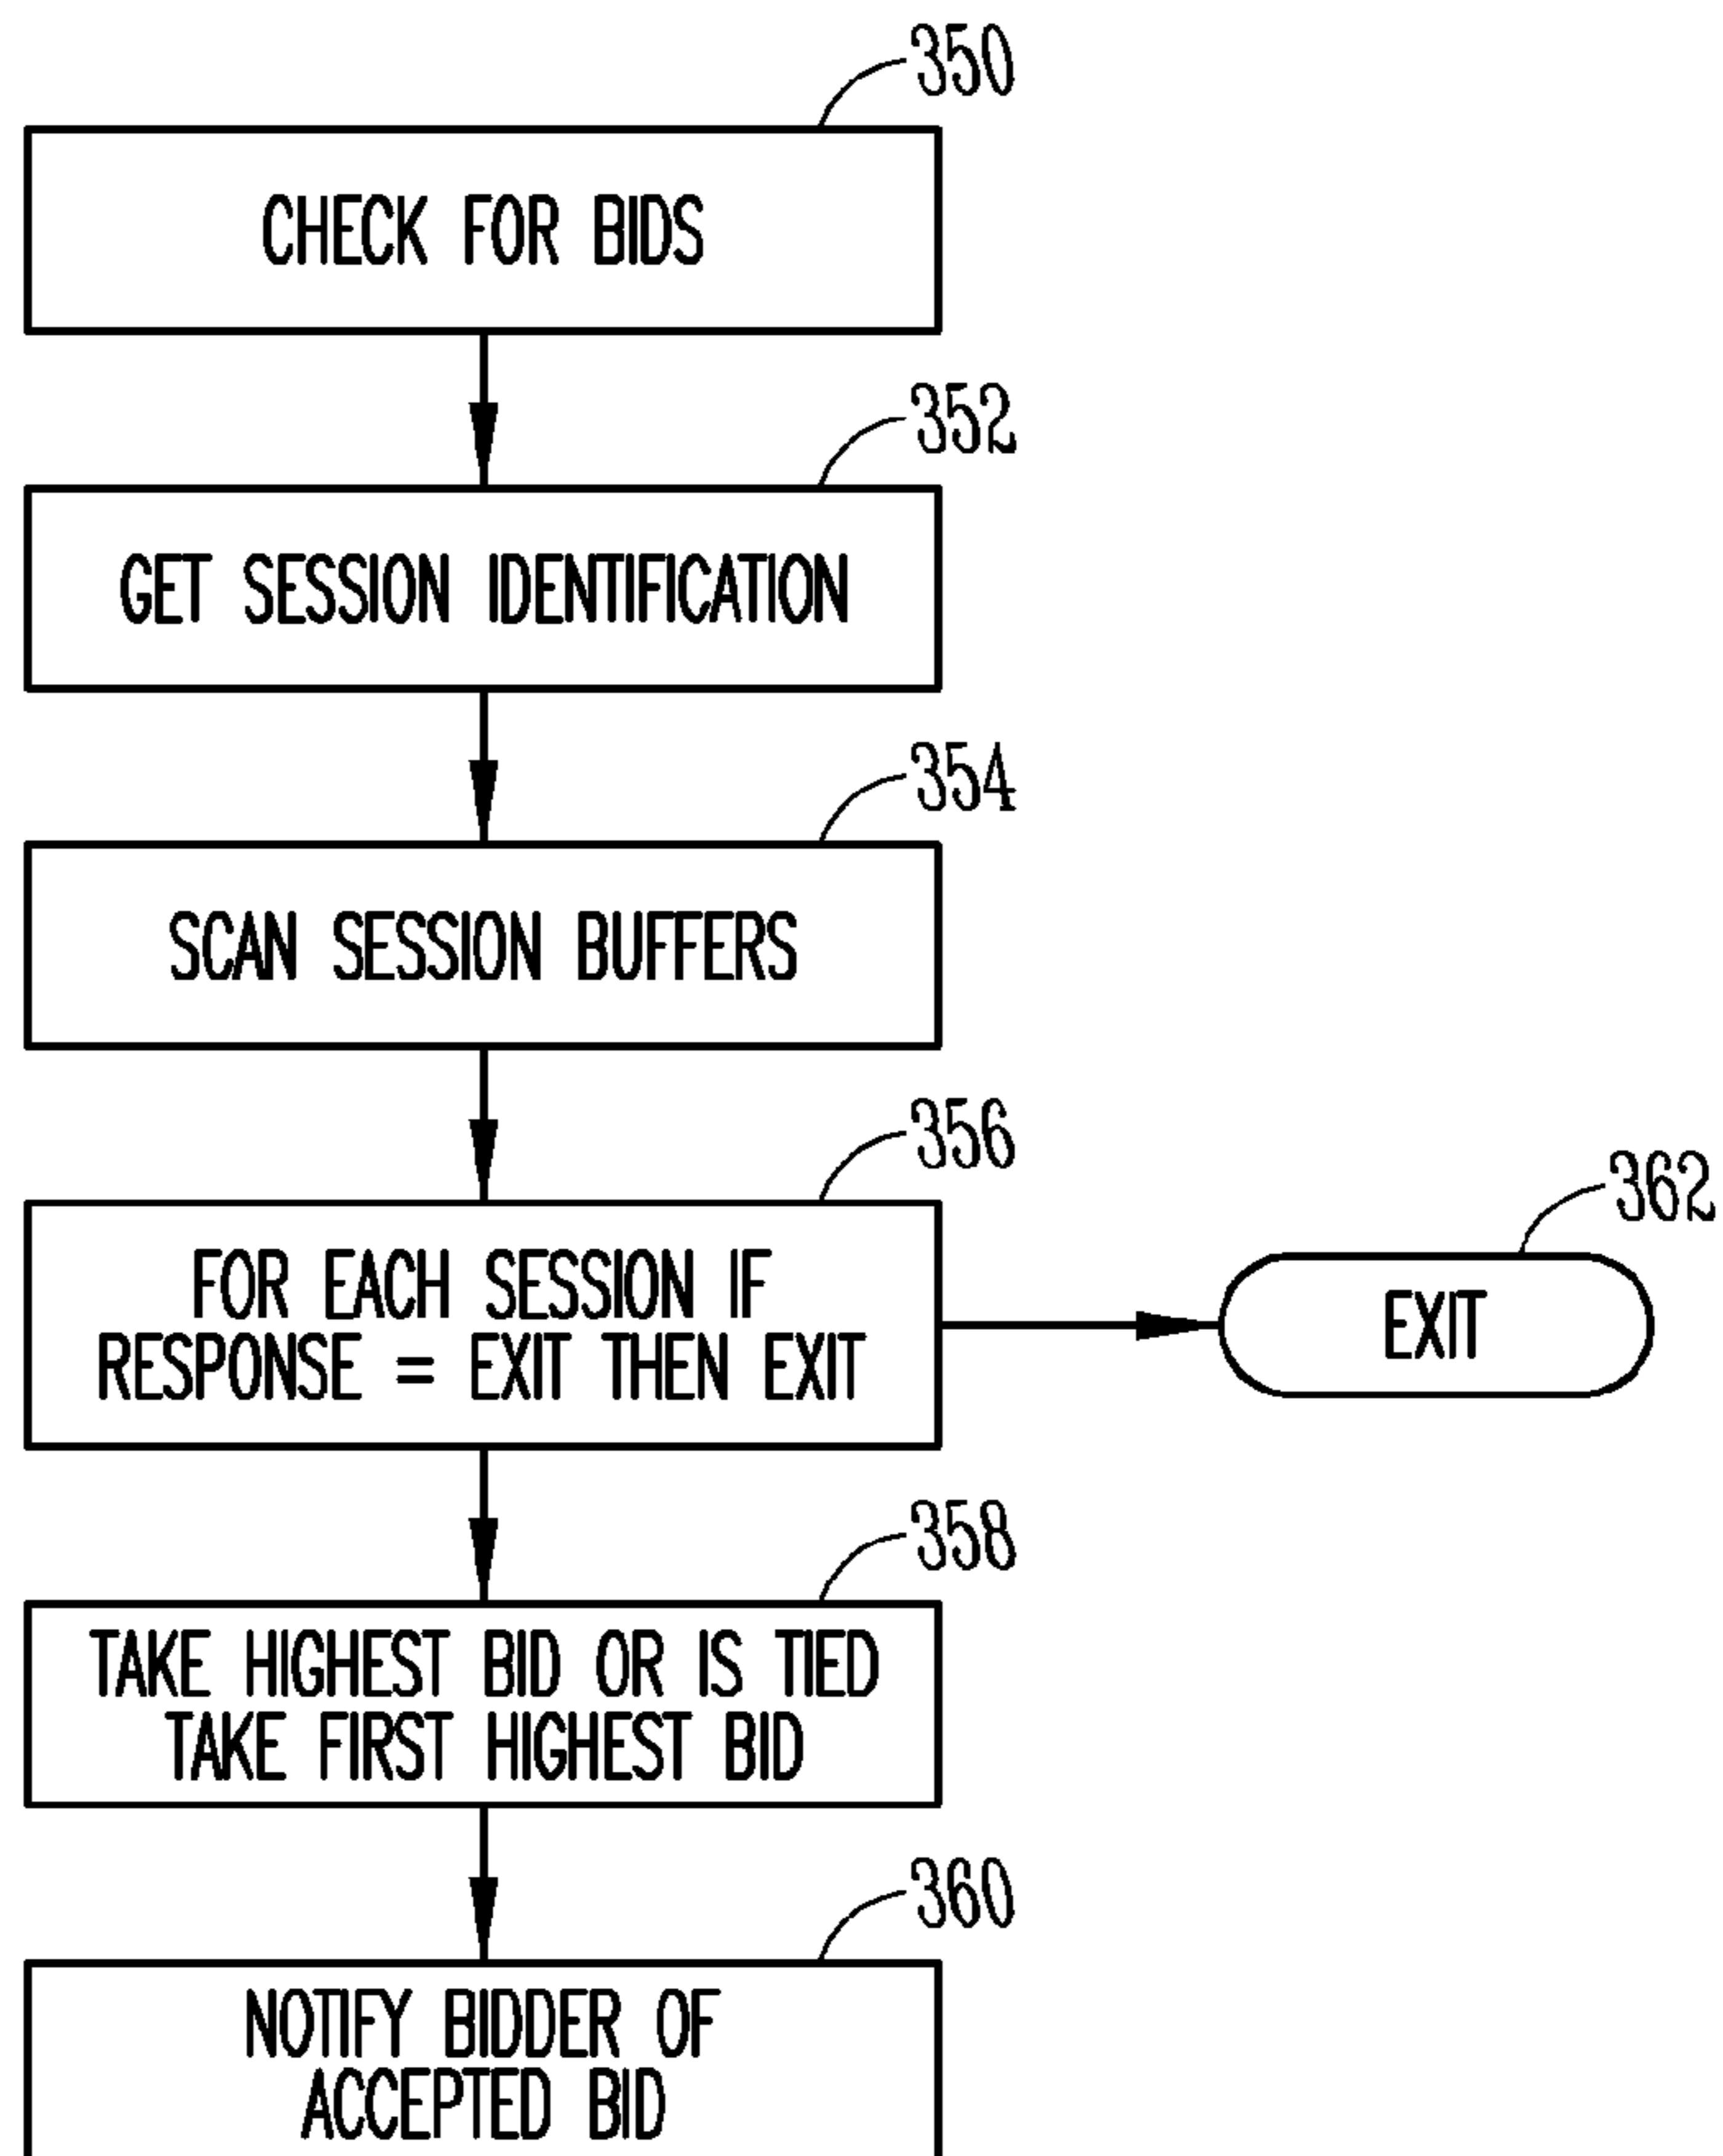 350
CHECK FOR BIDS
352
GET SESSION IDENTIFICATION
354
SCAN SESSION BUFFERS
356
FOR EACH SESSION IF
RESPONSE = EXIT THEN EXIT
362
EXIT
358
TAKE HIGHEST BID OR IS TIED
TAKE FIRST HIGHEST BID
360
NOTIFY BIDDER OF
ACCEPTED BID